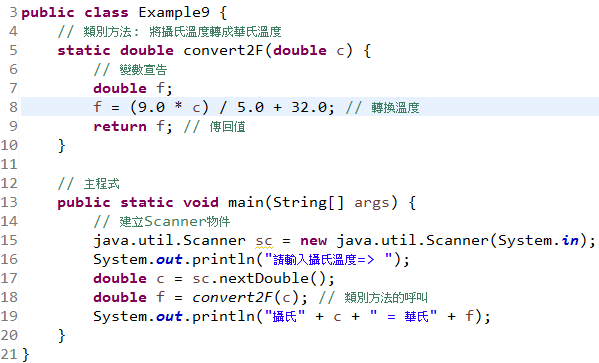 3 public class Example9 {
4     // 類別方法: 將攝氏溫度轉成華氏溫度
5     static double convert2F(double c) {
6         // 變數宣告
7         double f;
8         f = (9.0 * c) / 5.0 + 32.0; // 轉換溫度
9         return f; // 傳回值
10     }
11
12     // 主程式
13     public static void main(String[] args) {
14         // 建立Scanner物件
15         java.util.Scanner sc = new java.util.Scanner(System.in);
16         System.out.println("請輸入攝氏溫度=> ");
17         double c = sc.nextDouble();
18         double f = convert2F(c); // 類別方法的呼叫
19         System.out.println("攝氏" + c + " = 華氏" + f);
20     }
21 }